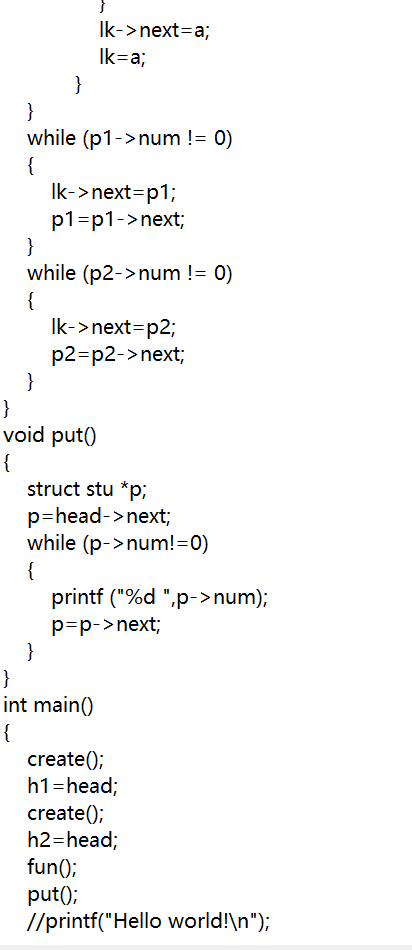 }
lk->next=a;
lk=a;
}
}
while (p1->num != 0)
{
lk->next=p1;
p1=p1->next;
}
while (p2->num != 0)
{
lk->next=p2;
p2=p2->next;
}
}
void put()
{
struct stu *p;
p=head->next;
while (p->num!=0)
{
printf ("%d ",p->num);
p=p->next;
}
}
int main()
{
create();
h1=head;
create();
h2=head;
fun();
put();
//printf("Hello world!\n");